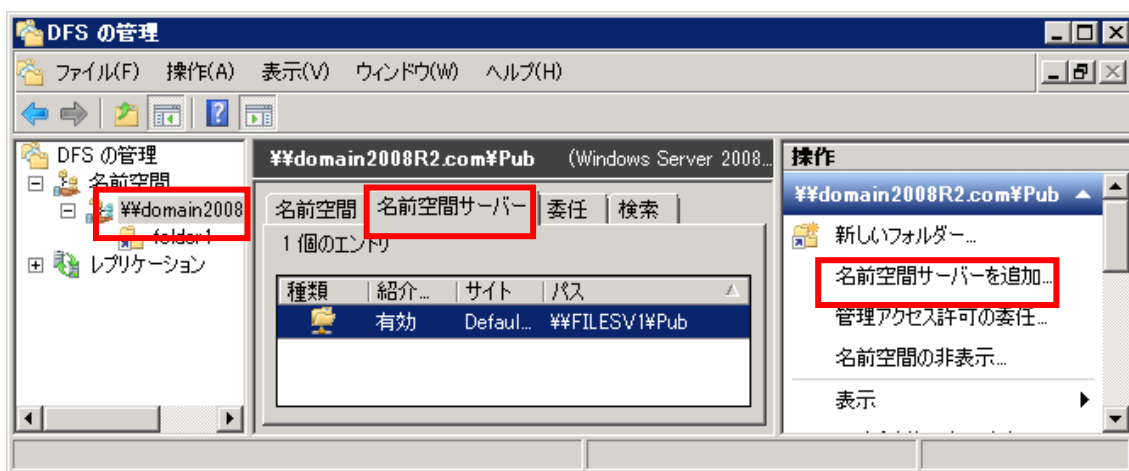 DFS の管理
ファイル(F) 操作(A) 表示(V) ウィンドウ(W) ヘルプ(H)
DFS の管理
名前空間
¥¥domain2008
folder1
レプリケーション
¥¥domain2008R2.com¥Pub (Windows Server 2008...
名前空間 名前空間サーバー 委任 検索
1 個のエントリ
種類 紹介... サイト パス
有効 Defaul... ¥¥FILESV1¥Pub
操作
¥¥domain2008R2.com¥Pub
新しいフォルダー...
名前空間サーバーを追加...
管理アクセス許可の委任...
名前空間の非表示...
表示